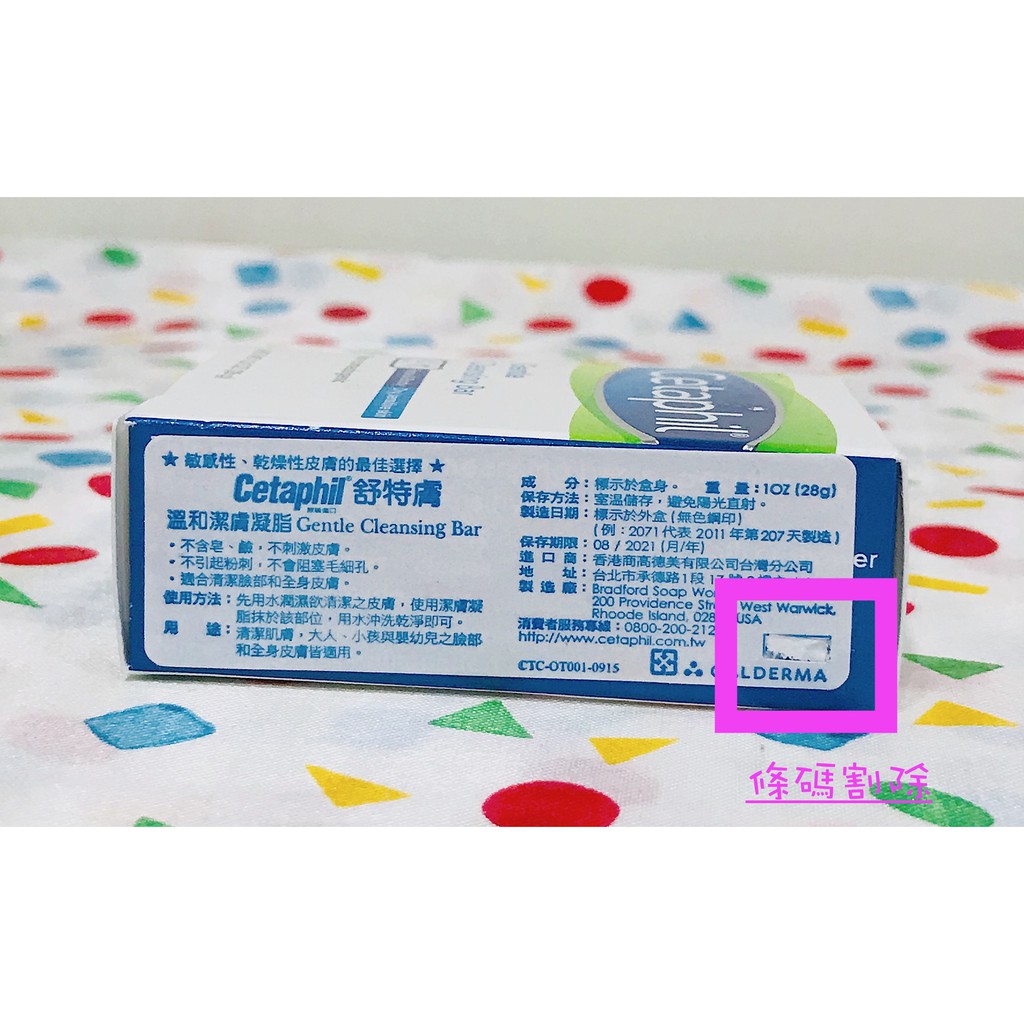 Cetaphil
★ 敏感性、乾燥性皮膚的最佳選擇 ★
Cetaphil® 舒特膚
原裝進口
溫和潔膚凝脂 Gentle Cleansing Bar
・不含皂、鹼，不刺激皮膚。
・不引起粉刺，不會阻塞毛細孔。
・適合清潔臉部和全身皮膚。
使用方法：先用水潤濕欲清潔之皮膚，使用潔膚凝
脂抹於該部位，用水沖洗乾淨即可。
用 途：清潔肌膚，大人、小孩與嬰幼兒之臉部
和全身皮膚皆適用。
成 分：標示於盒身。 重 量：1OZ (28g)
保存方法：室溫儲存，避免陽光直射。
製造日期：標示於外盒 (無色鋼印)
(例：2071 代表 2011 年第 207 天製造)
保存期限：08 / 2021 (月/年)
進 口 商：香港商高德美有限公司台灣分公司
地 址：台北市承德路1段 17
製 造 廠：Bradford Soap
200 Providence West Warwick,
Rhode Island, USA
消費者服務專線：0800-200-212
http://www.cetaphil.com.tw
CTC-OT001-0915
LDERMA
er
條碼割除